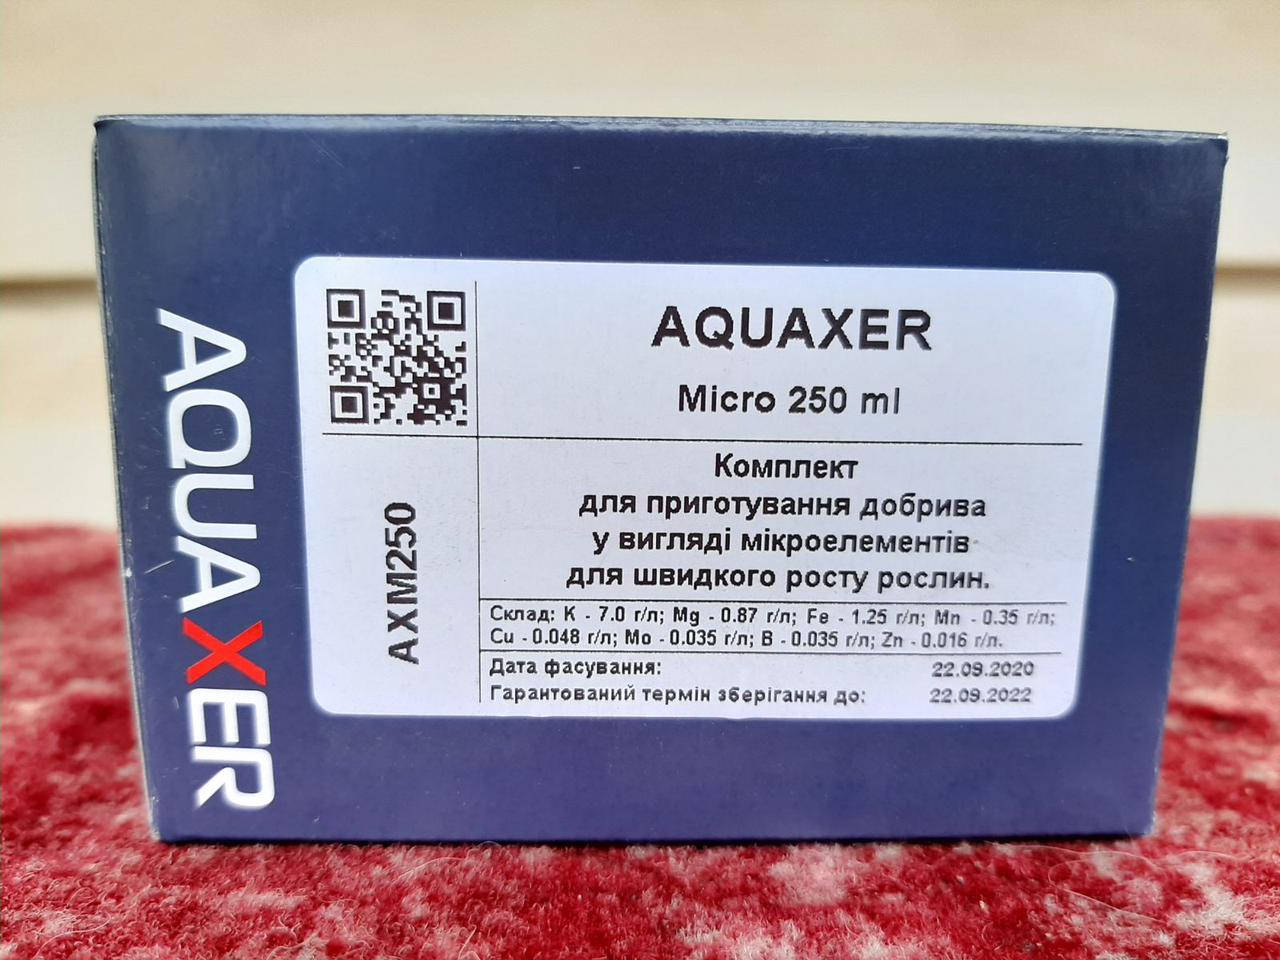 AQUAXER
AQUAXER
Micro 250 ml
AXM250
Комплект
для приготування добрива
у вигляді мікроелементів
для швидкого росту рослин.
Склад: K - 7.0 г/л; Mg - 0.87 г/л; Fe - 1.25 г/л; Mn - 0.35 г/л;
Cu - 0.048 г/л; Mo - 0.035 г/л; B - 0.035 г/л; Zn - 0.016 г/л.
Дата фасування: 22.09.2020
Гарантований термін зберігання до: 22.09.2022